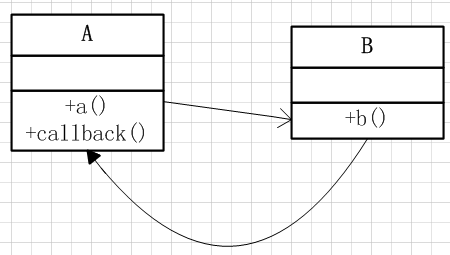 A
+a()
+callback()
B
+b()